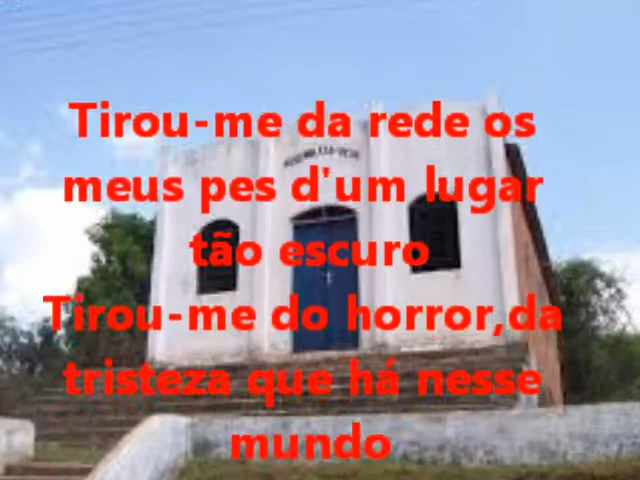 Tirou-me da rede os
meus pes d'um lugar
tão escuro
Tirou-me do horror,da
tristeza que há nesse
mundo